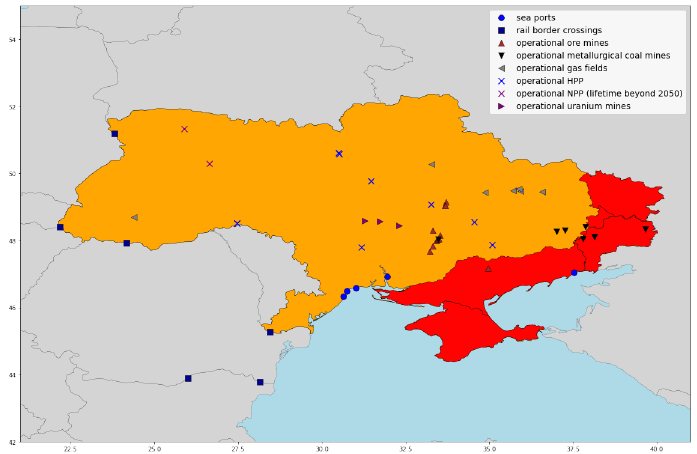 sea ports
rail border crossings
operational ore mines
operational metallurgical coal mines
operational gas fields
operational HPP
operational NPP (lifetime beyond 2050)
operational uranium mines
54
52
50
48
46
44
42
22.5 25.0 27.5 30.0 32.5 35.0 37.5 40.0